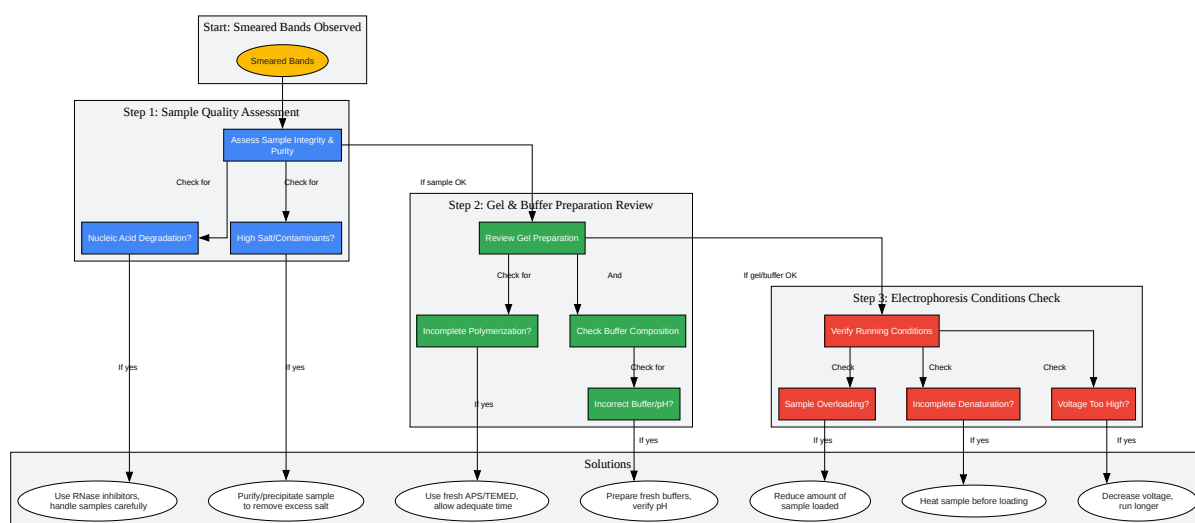 Start: Smeared Bands Observed
Smeared Bands
Step 1: Sample Quality Assessment
Assess Sample Integrity &
Purity
Check for
Check for
If sample OK
Nucleic Acid Degradation?
High Salt/Contaminants?
Step 2: Gel & Buffer Preparation Review
Review Gel Preparation
Check for
And
If gel/buffer OK
Incomplete Polymerization?
Check Buffer Composition
Check for
Incorrect Buffer/pH?
Step 3: Electrophoresis Conditions Check
Verify Running Conditions
Check
Check
Check
Sample Overloading?
Incomplete Denaturation?
Voltage Too High?
If yes
If yes
If yes
If yes
If yes
If yes
If yes
Solutions
Use RNase inhibitors,
handle samples carefully
Purify/precipitate sample
to remove excess salt
Use fresh APS/TEMED,
allow adequate time
Prepare fresh buffers,
verify pH
Reduce amount of
sample loaded
Heat sample before loading
Decrease voltage,
run longer